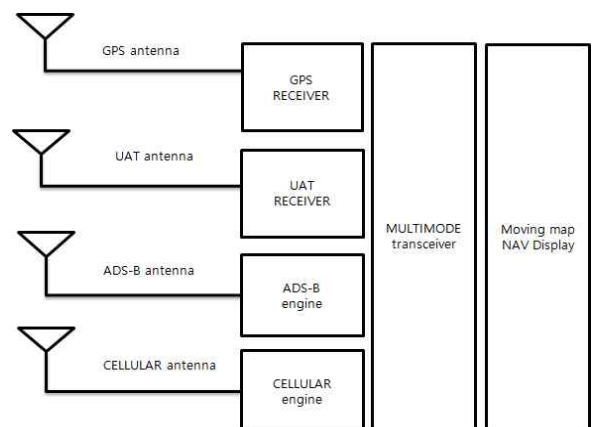 GPS antenna
GPS
RECEIVER
UAT antenna
UAT
RECEIVER
ADS-B antenna
ADS-B
engine
CELLULAR antenna
CELLULAR
engine
MULTIMODE
transceiver
Moving map
NAV Display